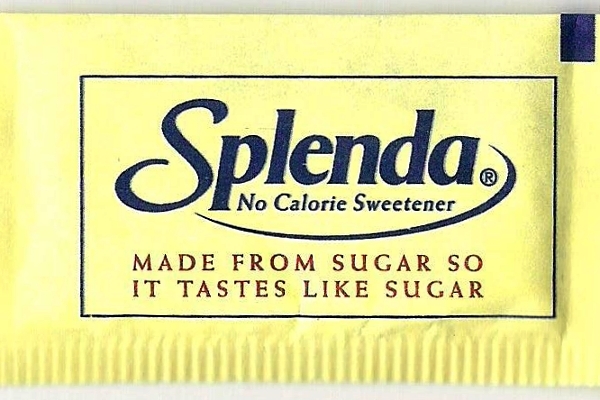 Splenda®
No Calorie Sweetener
MADE FROM SUGAR SO
IT TASTES LIKE SUGAR